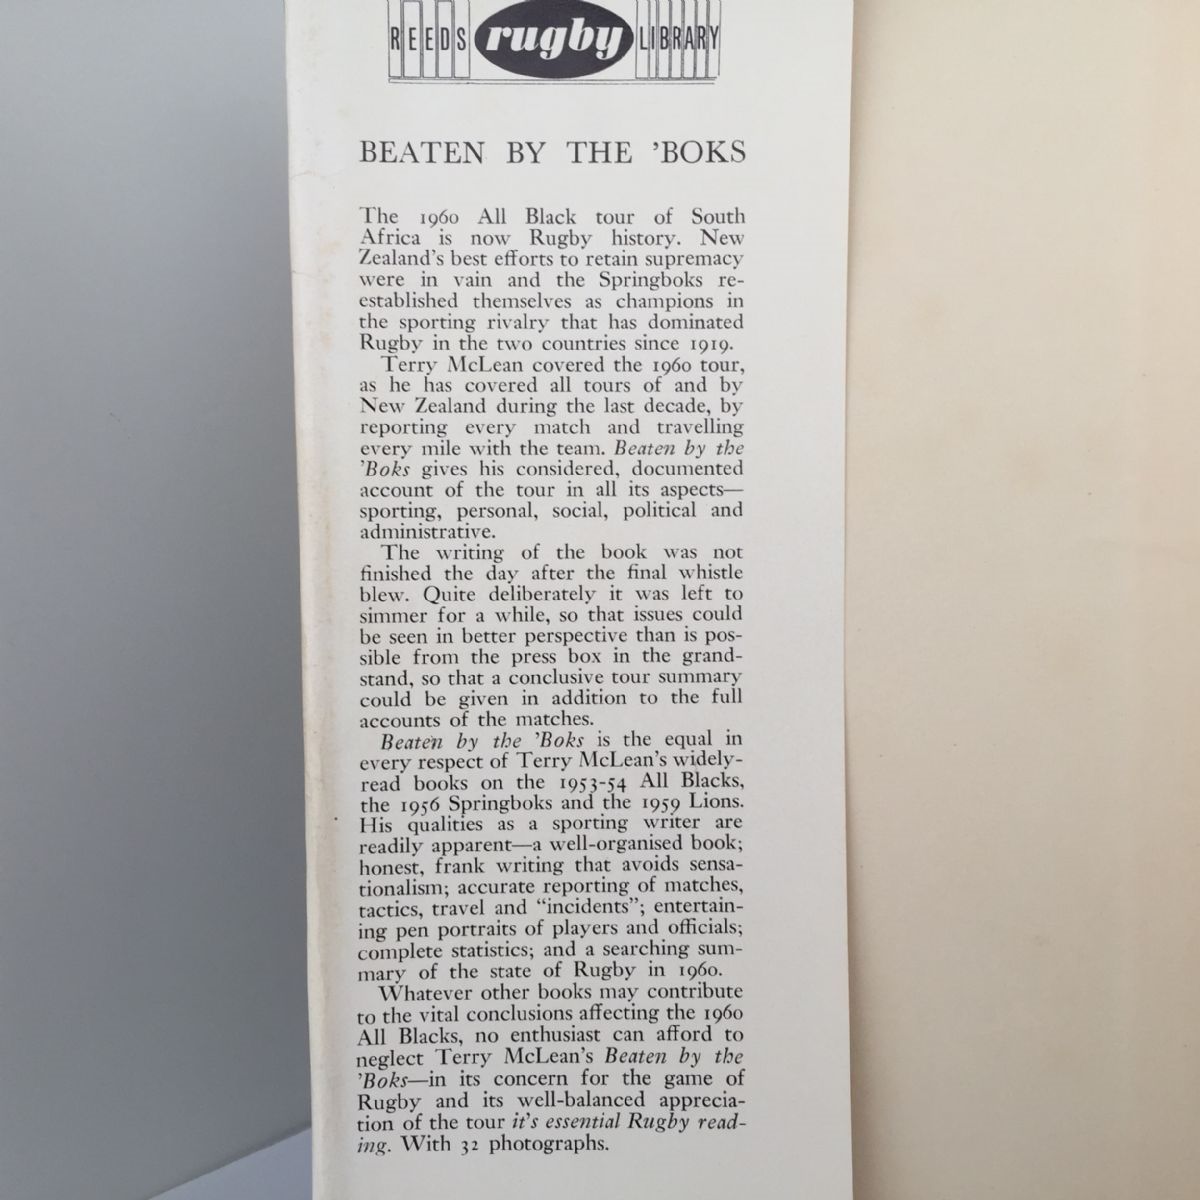 REEDS rugby LIBRARY
BEATEN BY THE ’BOKS
The 1960 All Black tour of South
Africa is now Rugby history. New
Zealand’s best efforts to retain supremacy
were in vain and the Springboks re-
established themselves as champions in
the sporting rivalry that has dominated
Rugby in the two countries since 1919.
Terry McLean covered the 1960 tour,
as he has covered all tours of and by
New Zealand during the last decade, by
reporting every match and travelling
every mile with the team. Beaten by the
’Boks gives his considered, documented
account of the tour in all its aspects—
sporting, personal, social, political and
administrative.
The writing of the book was not
finished the day after the final whistle
blew. Quite deliberately it was left to
simmer for a while, so that issues could
be seen in better perspective than is pos-
sible from the press box in the grand-
stand, so that a conclusive tour summary
could be given in addition to the full
accounts of the matches.
Beaten by the ’Boks is the equal in
every respect of Terry McLean’s widely-
read books on the 1953-54 All Blacks,
the 1956 Springboks and the 1959 Lions.
His qualities as a sporting writer are
readily apparent—a well-organised book;
honest, frank writing that avoids sensa-
tionalism; accurate reporting of matches,
tactics, travel and “incidents”; entertain-
ing pen portraits of players and officials;
complete statistics; and a searching sum-
mary of the state of Rugby in 1960.
Whatever other books may contribute
to the vital conclusions affecting the 1960
All Blacks, no enthusiast can afford to
neglect Terry McLean’s Beaten by the
’Boks—in its concern for the game of
Rugby and its well-balanced apprecia-
tion of the tour it’s essential Rugby read-
ing. With 32 photographs.